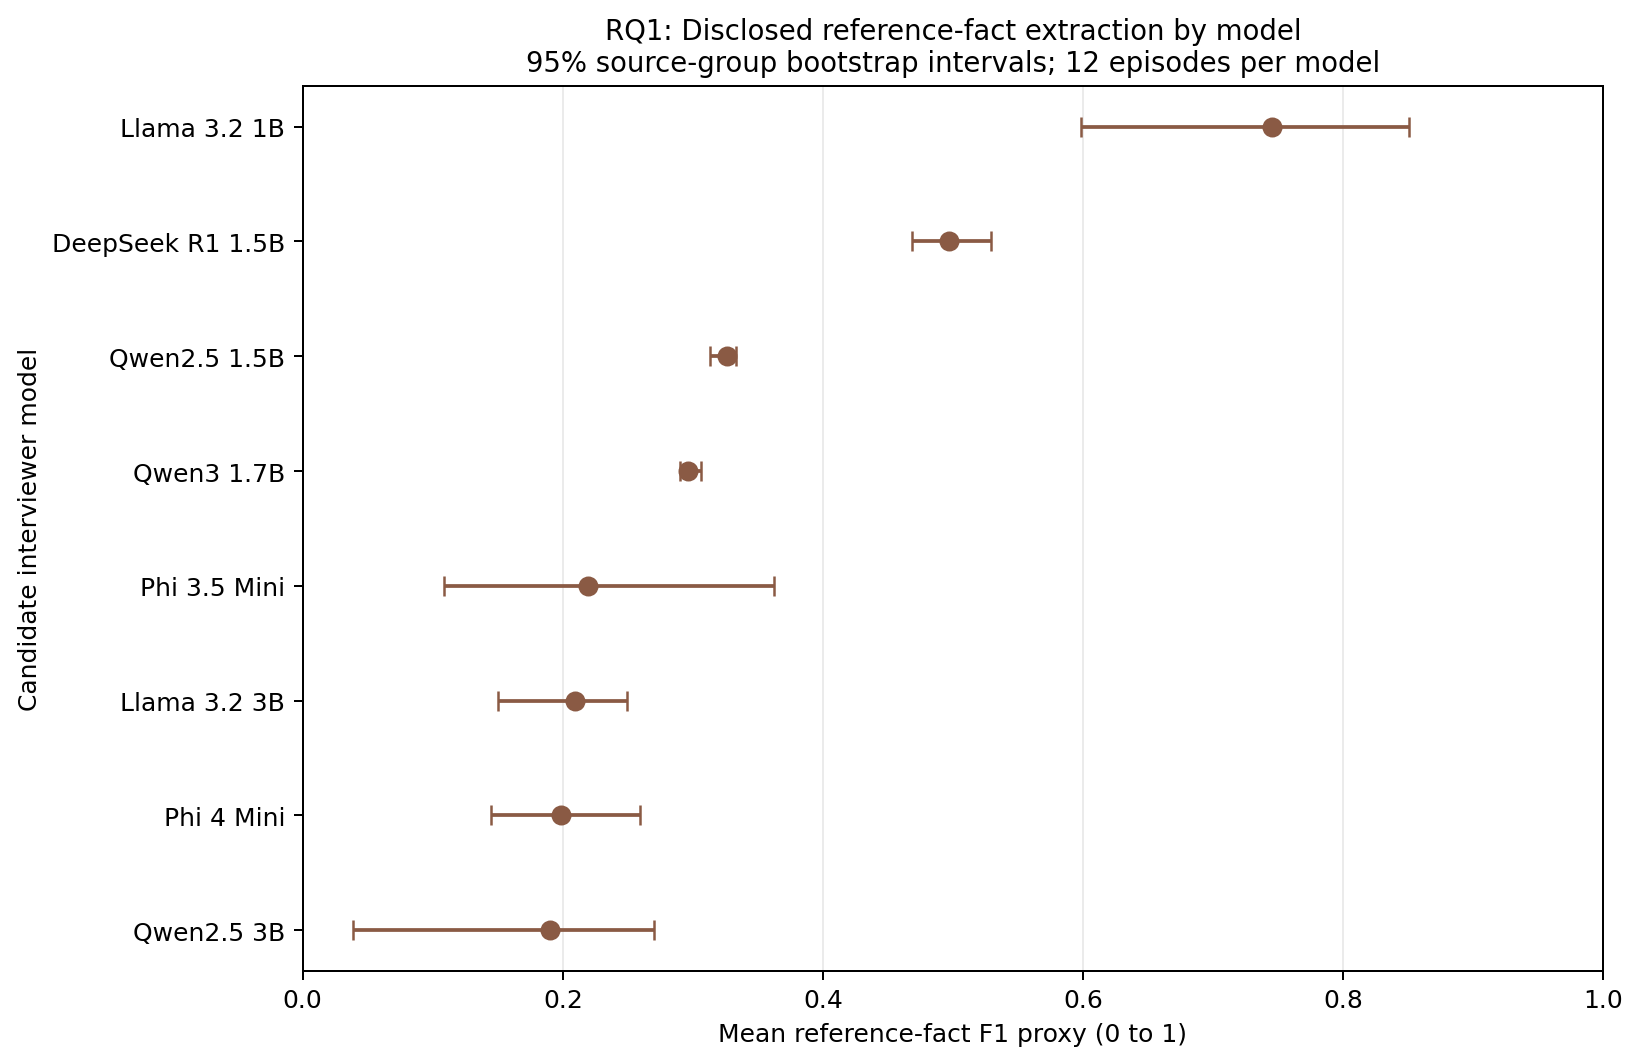 RQ1: Disclosed reference-fact extraction by model
95% source-group bootstrap intervals; 12 episodes per model
Candidate interviewer model
Llama 3.2 1B
DeepSeek R1 1.5B
Qwen2.5 1.5B
Qwen3 1.7B
Phi 3.5 Mini
Llama 3.2 3B
Phi 4 Mini
Qwen2.5 3B
0.0 0.2 0.4 0.6 0.8 1.0
Mean reference-fact F1 proxy (0 to 1)